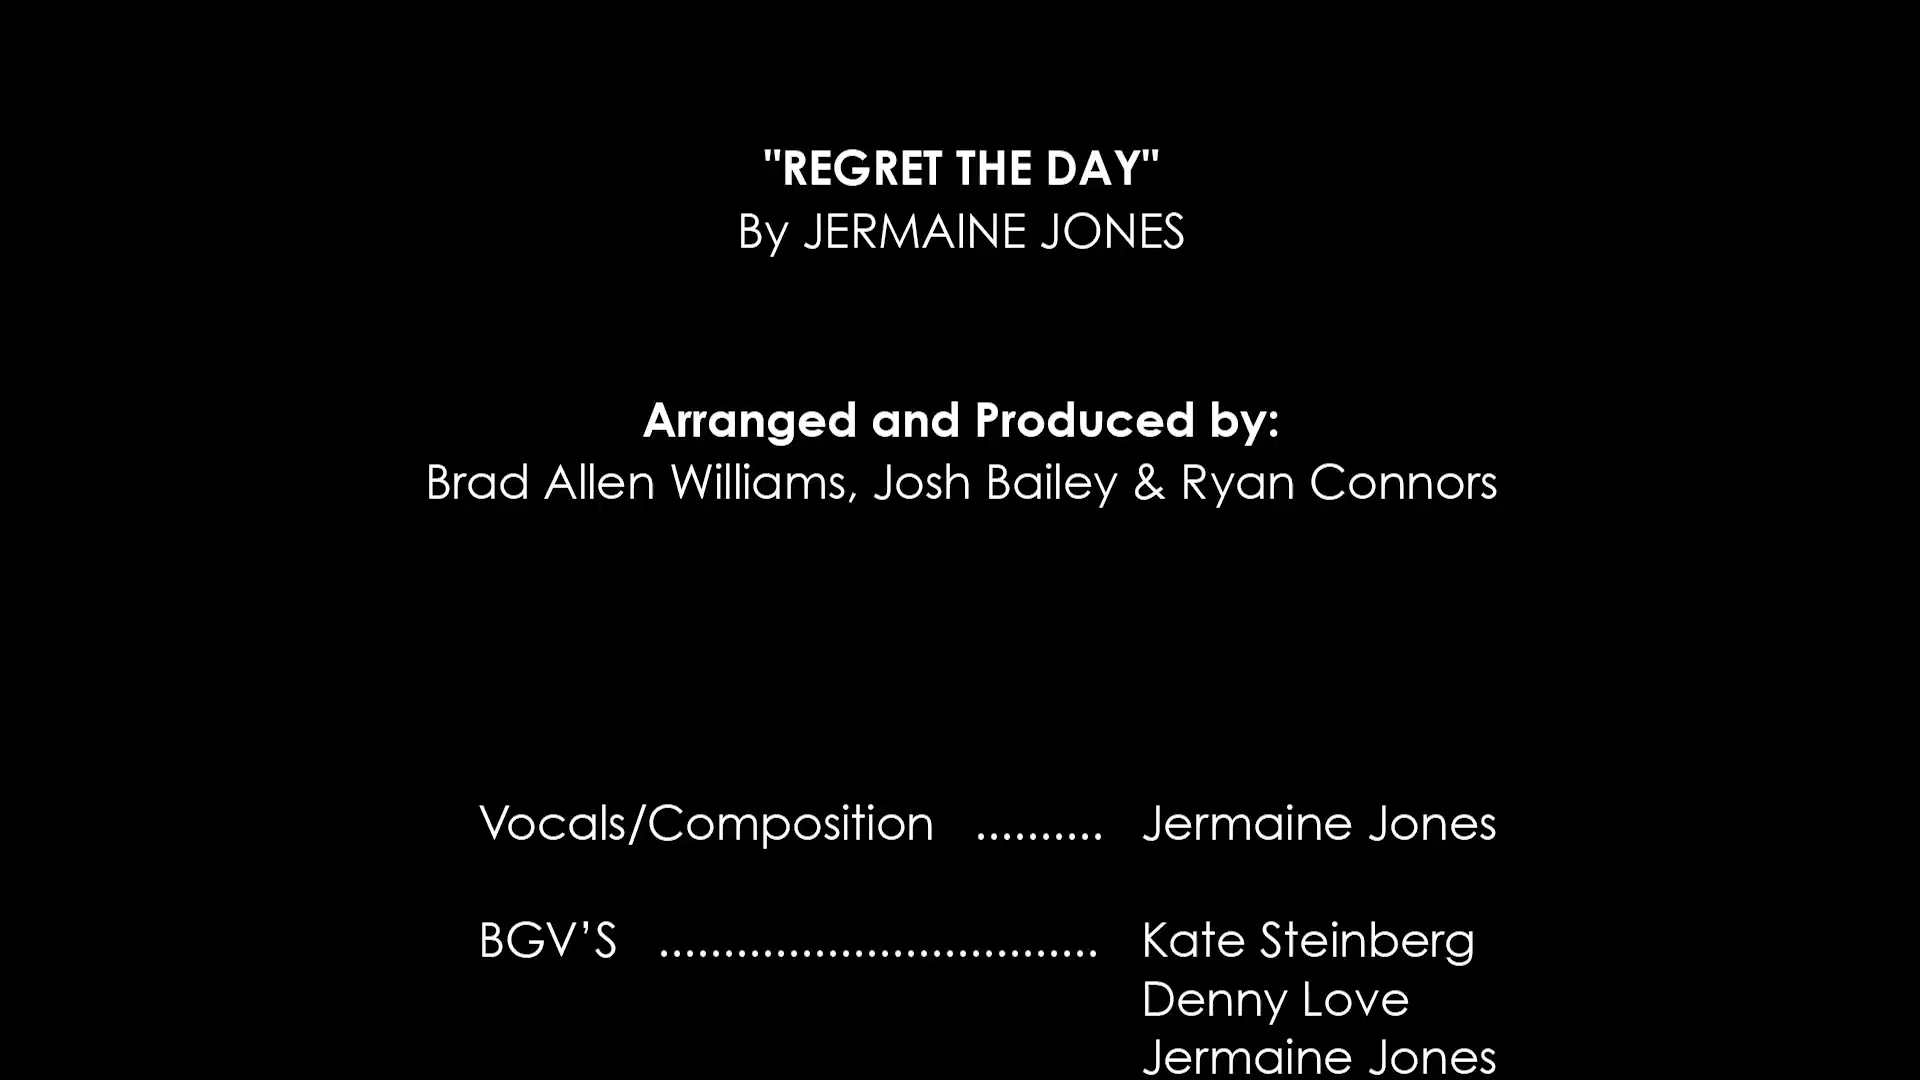 "REGRET THE DAY"
By JERMAINE JONES
Arranged and Produced by:
Brad Allen Williams, Josh Bailey & Ryan Connors
Vocals/Composition .......... Jermaine Jones
BGV’S .................................. Kate Steinberg
Denny Love
Jermaine Jones